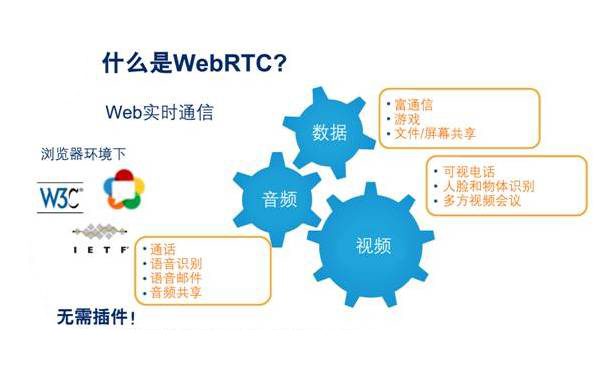 什么是WebRTC?
Web实时通信
浏览器环境下
W3C®
IETF
数据
• 富通信
• 游戏
• 文件/屏幕共享
音频
• 通话
• 语音识别
• 语音邮件
• 音频共享
视频
• 可视电话
• 人脸和物体识别
• 多方视频会议
无需插件!